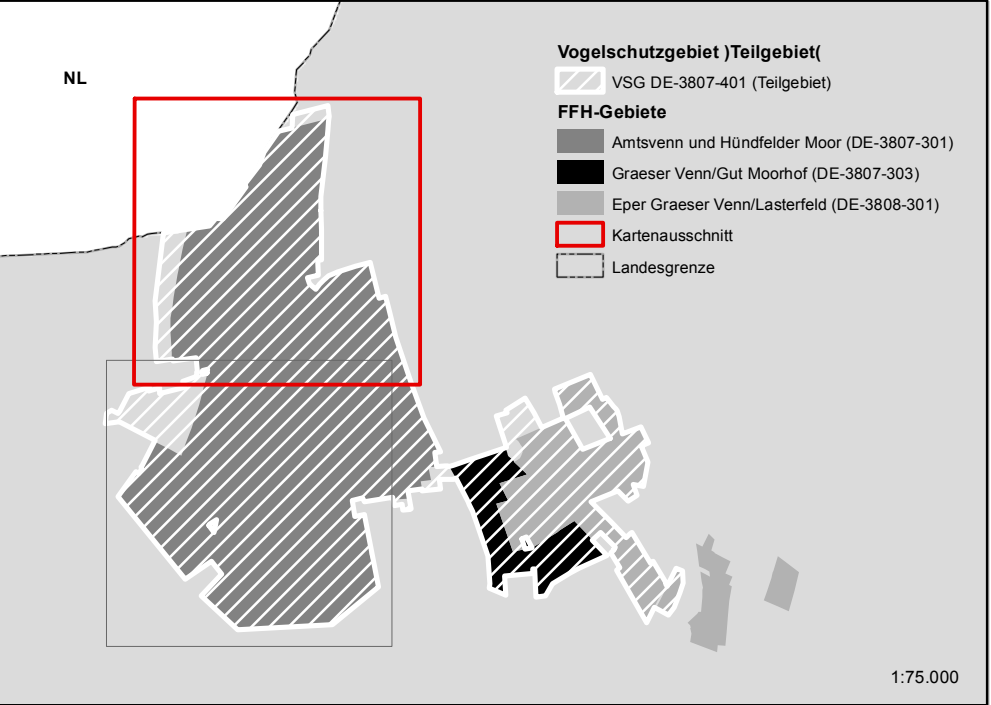 NL
Vogelschutzgebiet )Teilgebiet(
VSG DE-3807-401 (Teilgebiet)
FFH-Gebiete
Amtsvenn und Hündfelder Moor (DE-3807-301)
Graeser Venn/Gut Moorhof (DE-3807-303)
Eper Graeser Venn/Lasterfeld (DE-3808-301)
Kartenausschnitt
Landesgrenze
1:75.000